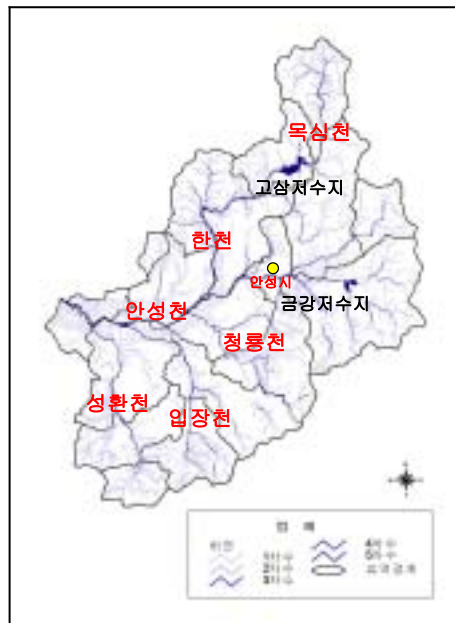 목심천
고삼저수지
한천
안성시
금강저수지
안성천
청룡천
성환천
입장천
범 례
하천
1차수
2차수
3차수
4차수
5차수